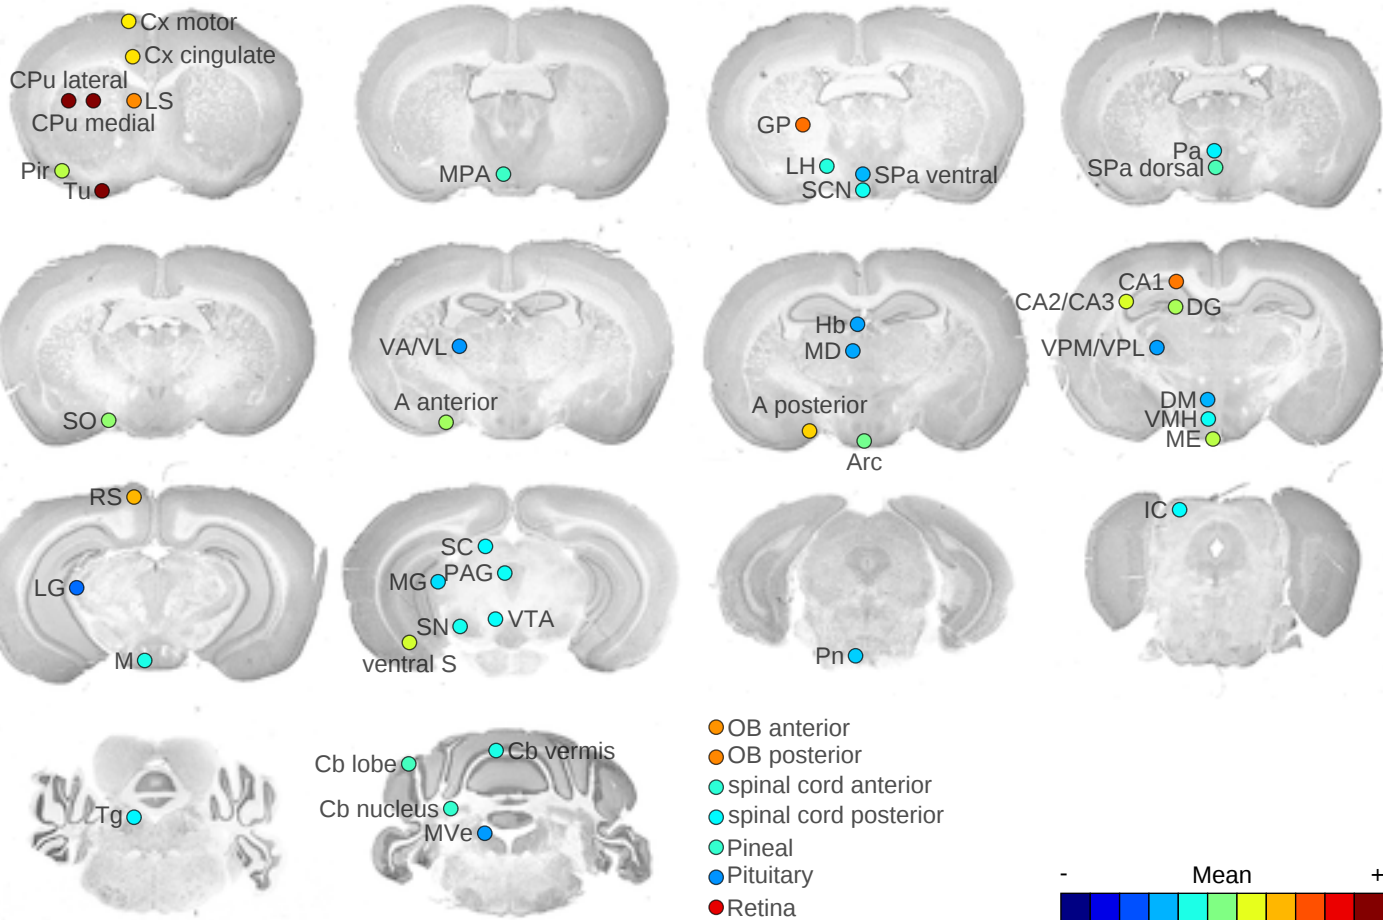 Cx motor
Cx cingulate
CPu lateral
LS
CPu medial
Pir
Tu
MPA
GP
LH
SPa ventral
SCN
Pa
SPa dorsal
SO
VA/VL
A anterior
Hb
MD
A posterior
Arc
CA1
CA2/CA3
DG
VPM/VPL
DM
VMH
ME
RS
LG
M
SC
MG
PAG
SN
VTA
ventral S
Pn
IC
Tg
Cb lobe
Cb vermis
Cb nucleus
MVe
OB anterior
OB posterior
spinal cord anterior
spinal cord posterior
Pineal
Pituitary
Retina
- Mean +